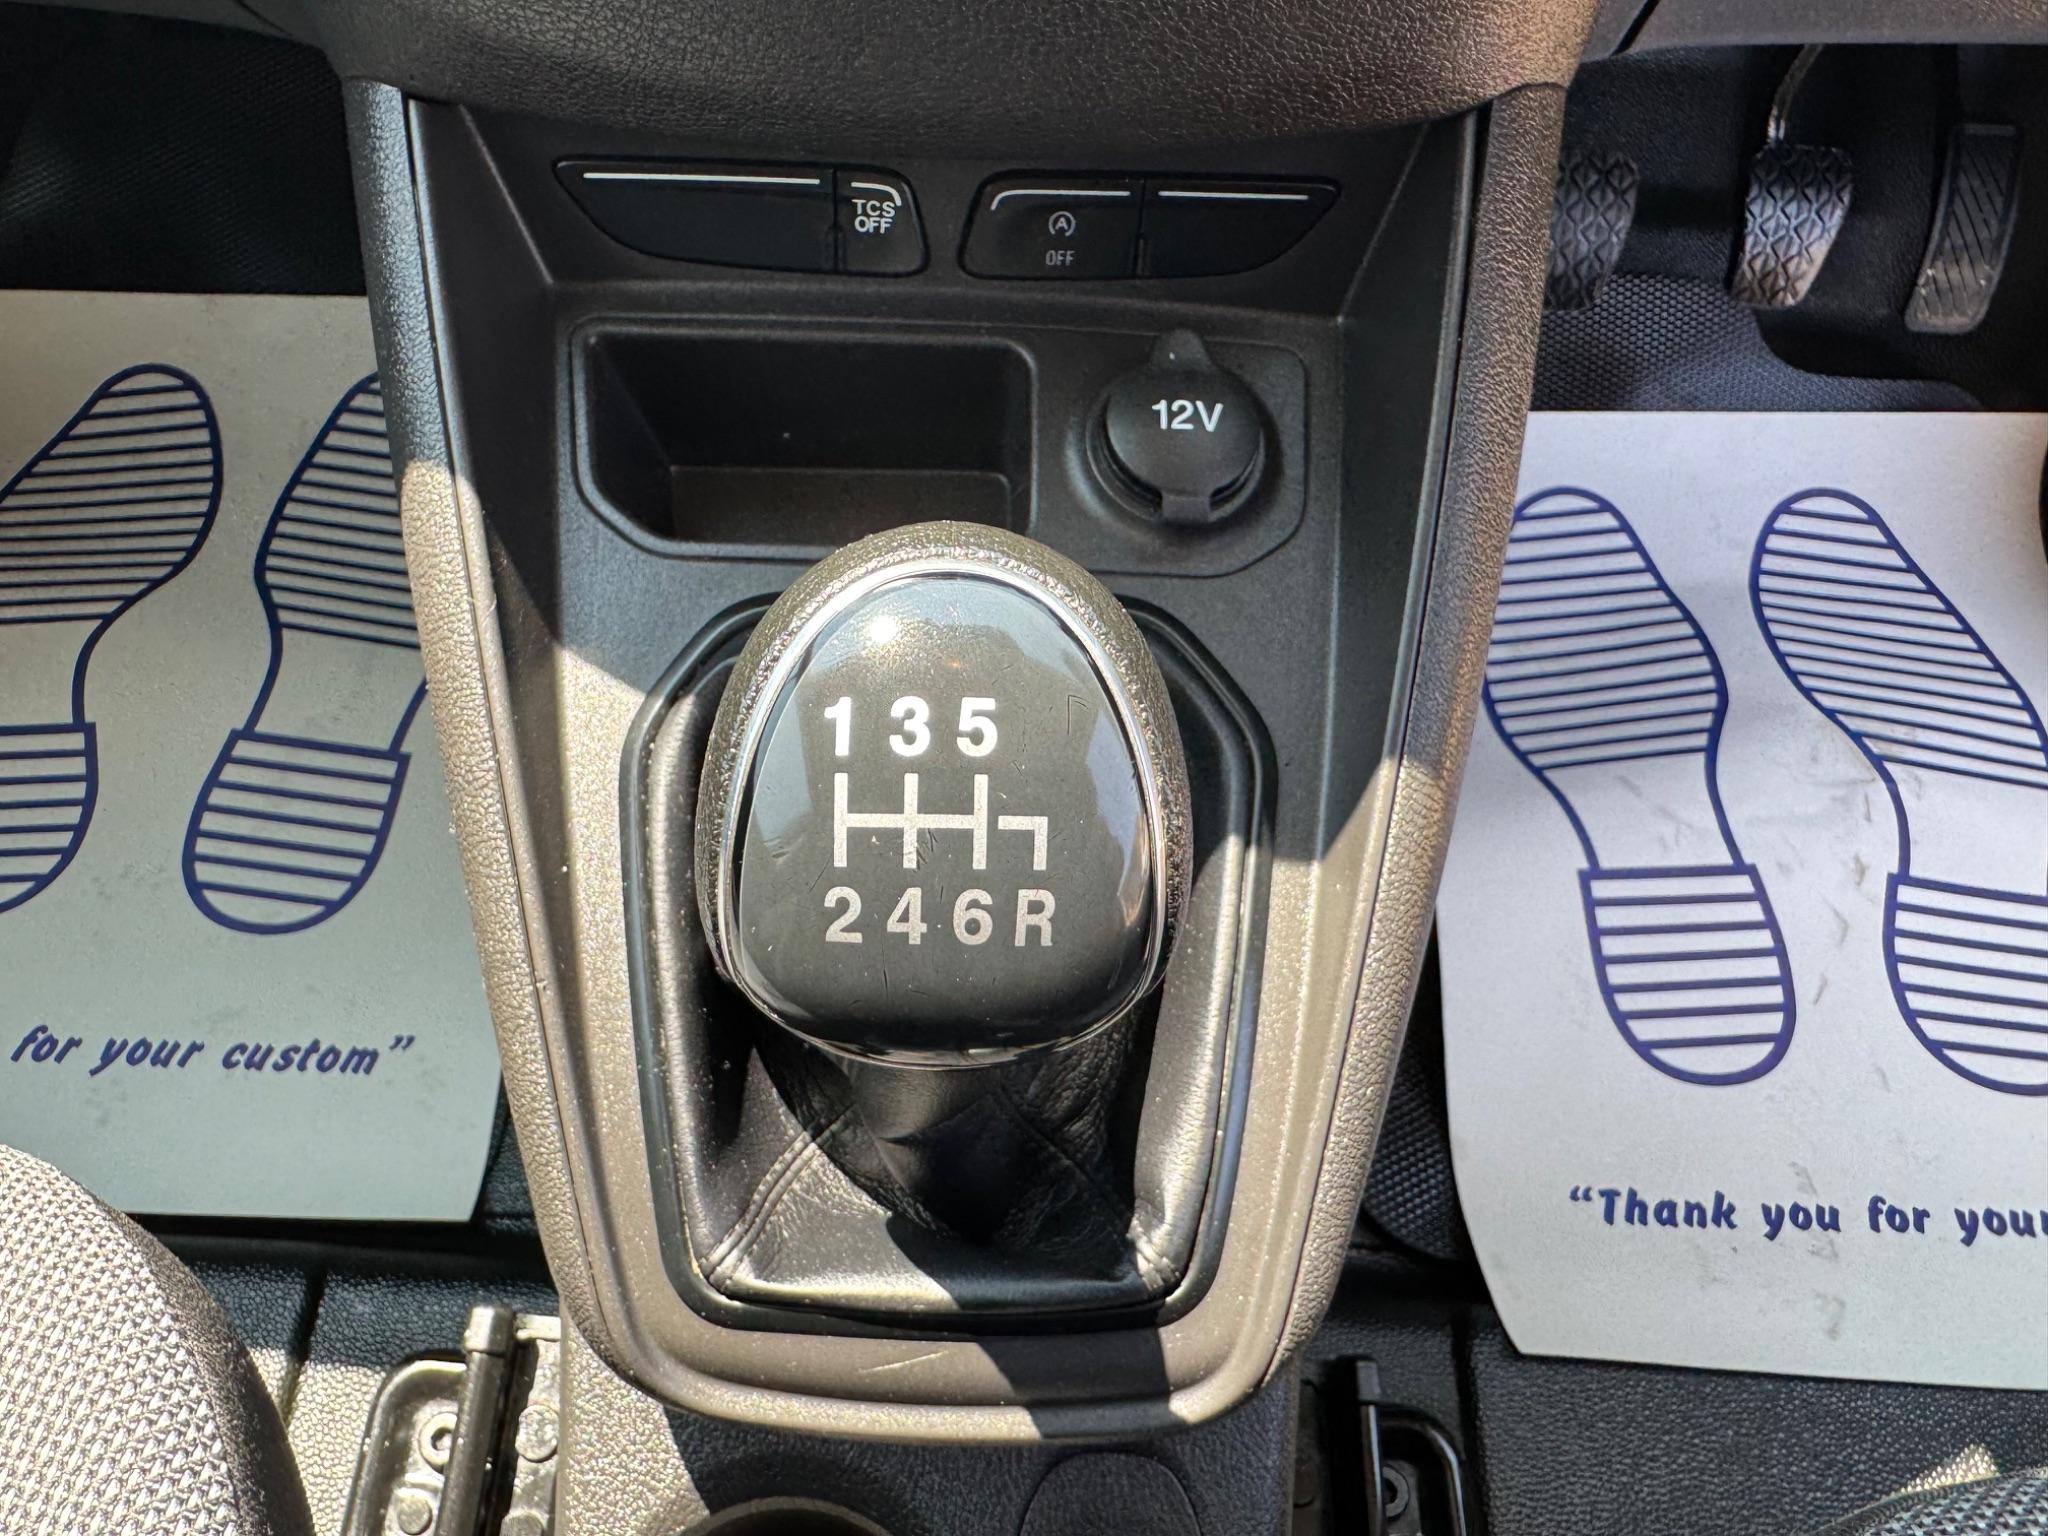 TCS
OFF
A
OFF
12V
1 3 5
2 4 6 R
for your custom”
“Thank you for your